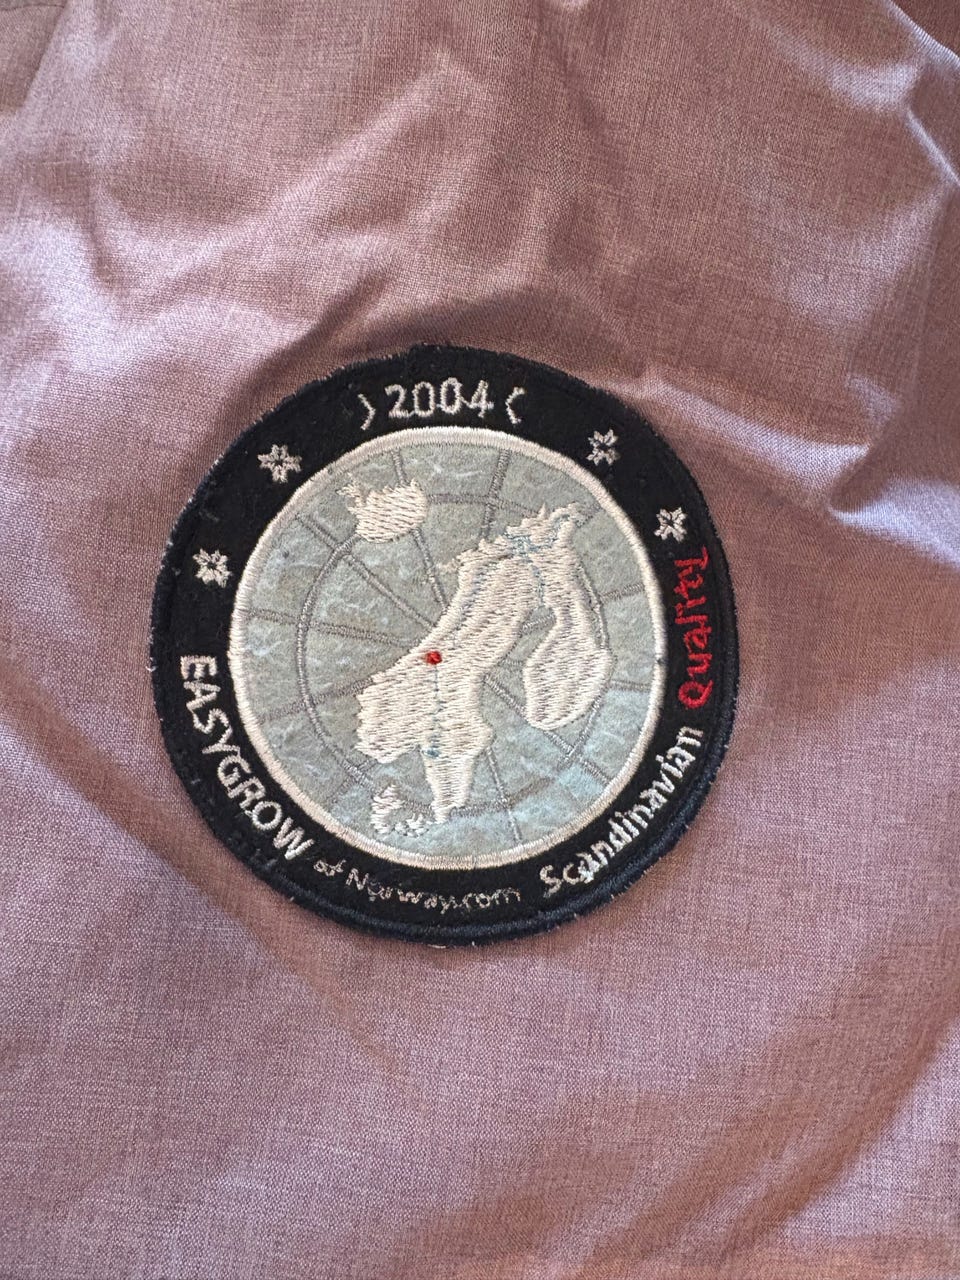 2004
EASYGROW
of Norway.com
Scandinavian Quality